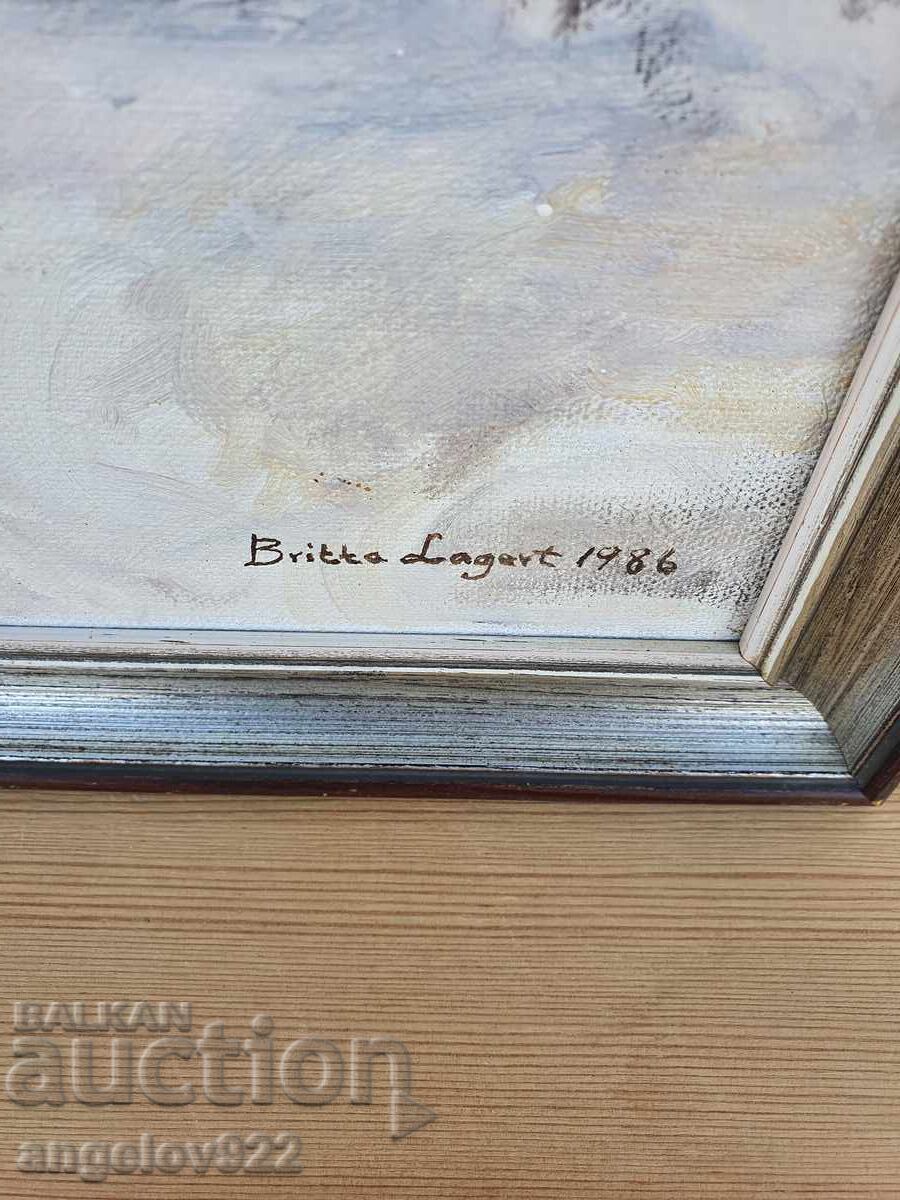 Britta Lagert 1986
BALKAN
auction
angelov922